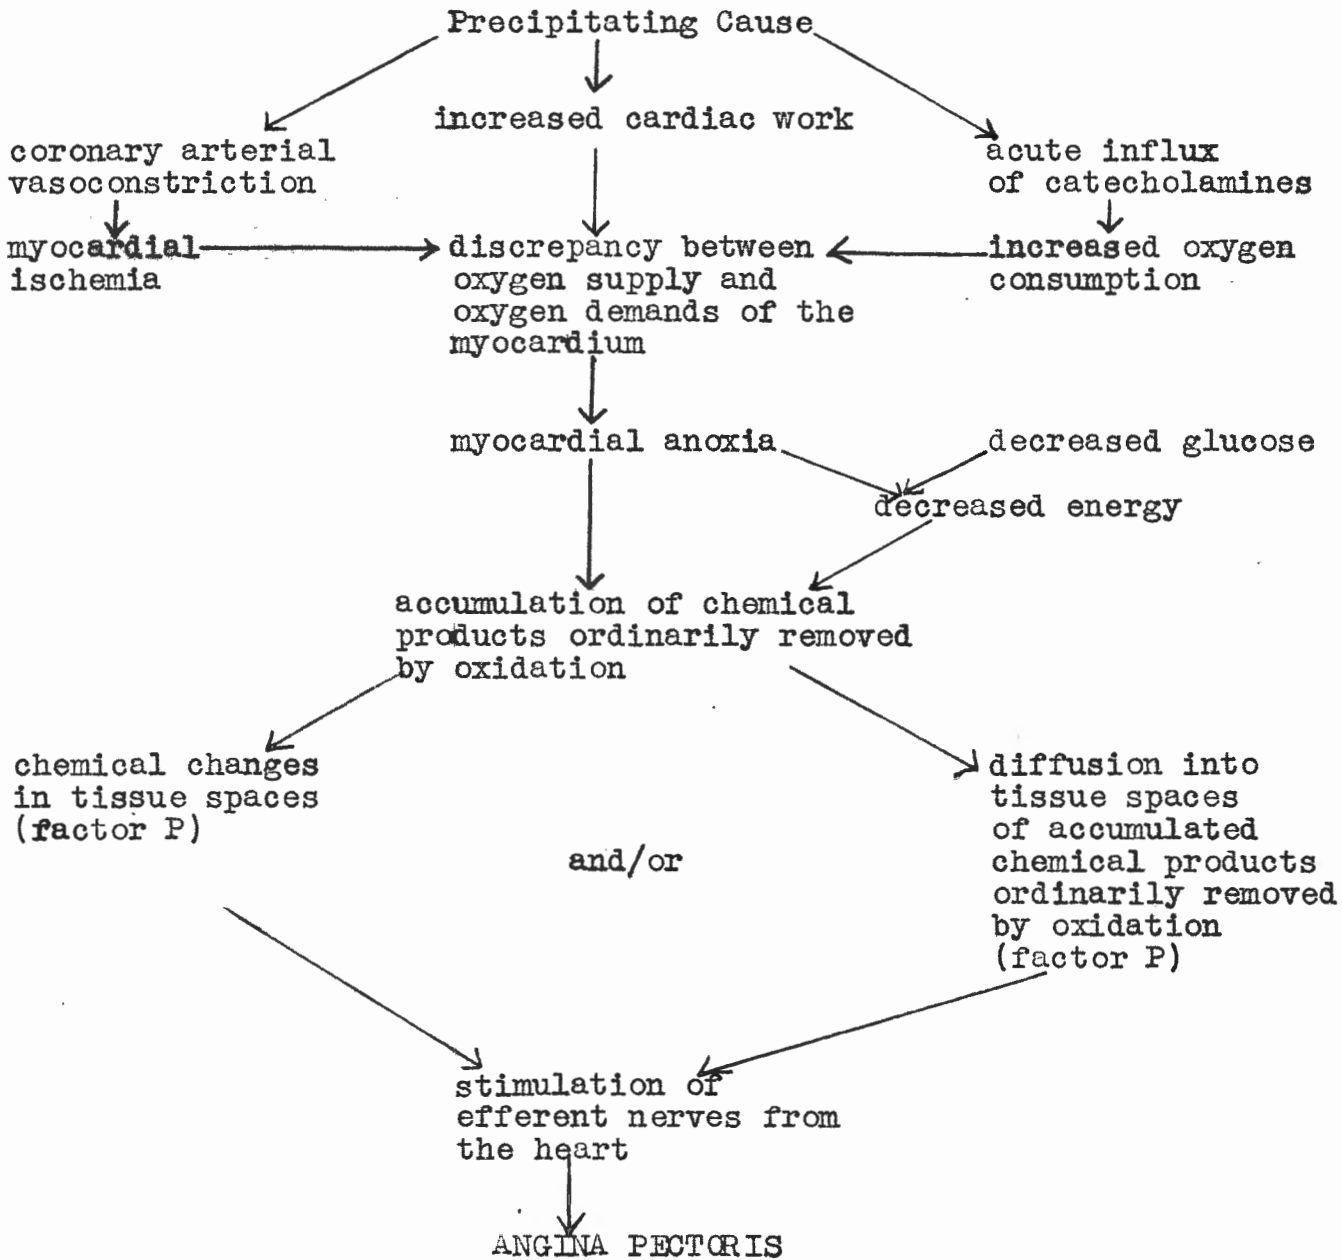 Precipitating Cause
increased cardiac work
coronary arterial
vasoconstriction
acute influx
of catecholamines
myocardial
ischemia
discrepancy between
oxygen supply and
oxygen demands of the
myocardium
increased oxygen
consumption
myocardial anoxia
decreased glucose
decreased energy
accumulation of chemical
products ordinarily removed
by oxidation
chemical changes
in tissue spaces
(factor P)
and/or
diffusion into
tissue spaces
of accumulated
chemical products
ordinarily removed
by oxidation
(factor P)
stimulation of
efferent nerves from
the heart
ANGINA PECTORIS